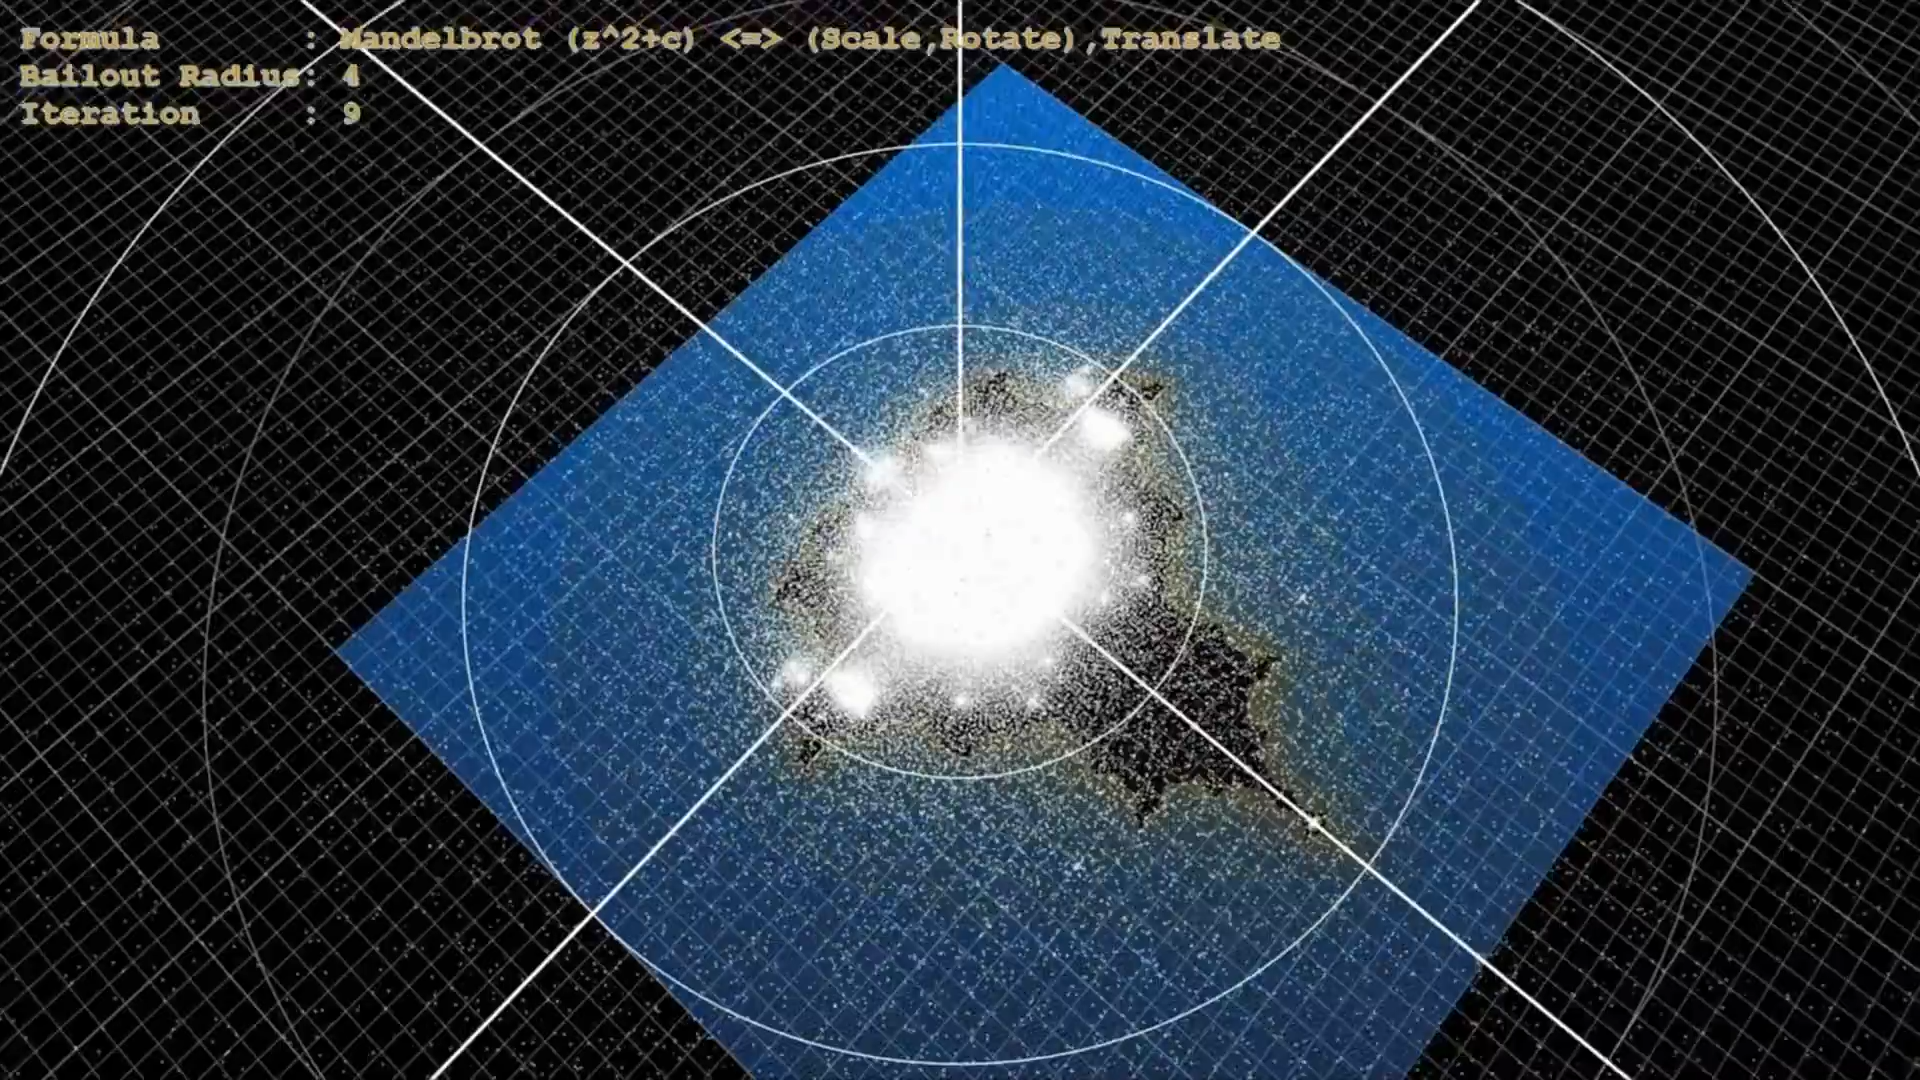 Formula : Mandelbrot (z^2+c) <=> (Scale,Rotate),Translate
Bailout Radius: 4
Iteration : 9